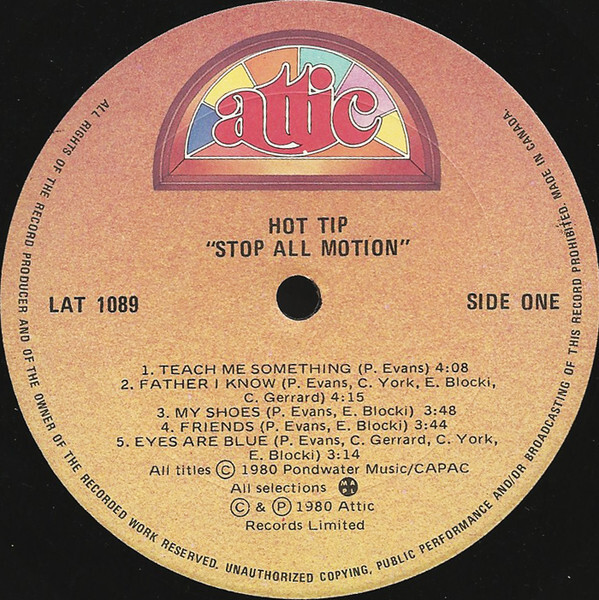 attic
HOT TIP
"STOP ALL MOTION"
LAT 1089
SIDE ONE
1. TEACH ME SOMETHING (P. Evans) 4:08
2. FATHER I KNOW (P. Evans, C. York, E. Blocki,
C. Gerrard) 4:15
3. MY SHOES (P. Evans, E. Blocki) 3:48
4. FRIENDS (P. Evans, E. Blocki) 3:44
5. EYES ARE BLUE (P. Evans, C. Gerrard, C. York,
E. Blocki) 3:14
All titles © 1980 Pondwater Music/CAPAC
All selections MAPL
© & ℗ 1980 Attic
Records Limited
ALL RIGHTS OF THE RECORD PRODUCER AND OF THE OWNER OF THE RECORDED WORK RESERVED. UNAUTHORIZED COPYING, PUBLIC PERFORMANCE AND/OR BROADCASTING OF THIS RECORD PROHIBITED. MADE IN CANADA.